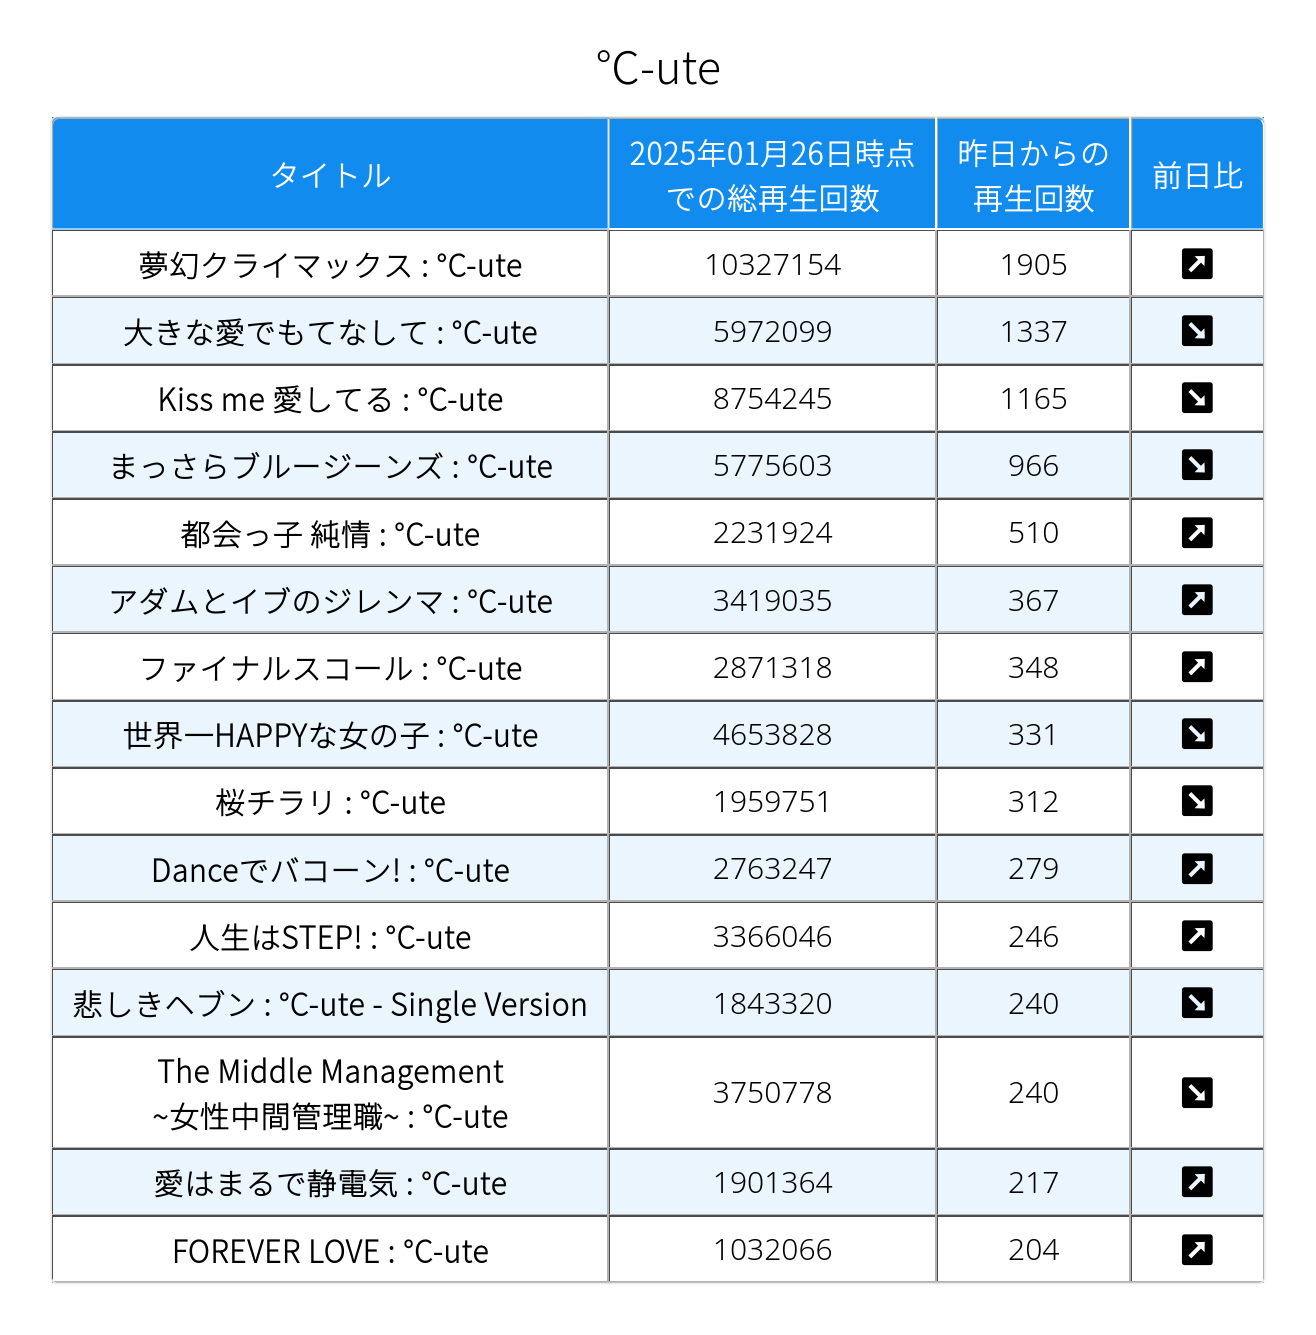 ℃-ute
タイトル
2025年01月26日時点
での総再生回数
昨日からの
再生回数
前日比
夢幻クライマックス : ℃-ute
10327154
1905
大きな愛でもてなして : ℃-ute
5972099
1337
Kiss me 愛してる : ℃-ute
8754245
1165
まっさらブルージーンズ : ℃-ute
5775603
966
都会っ子 純情 : ℃-ute
2231924
510
アダムとイブのジレンマ : ℃-ute
3419035
367
ファイナルスコール : ℃-ute
2871318
348
世界一HAPPYな女の子 : ℃-ute
4653828
331
桜チラリ : ℃-ute
1959751
312
Danceでバコーン! : ℃-ute
2763247
279
人生はSTEP! : ℃-ute
3366046
246
悲しきヘブン : ℃-ute - Single Version
1843320
240
The Middle Management
~女性中間管理職~ : ℃-ute
3750778
240
愛はまるで静電気 : ℃-ute
1901364
217
FOREVER LOVE : ℃-ute
1032066
204